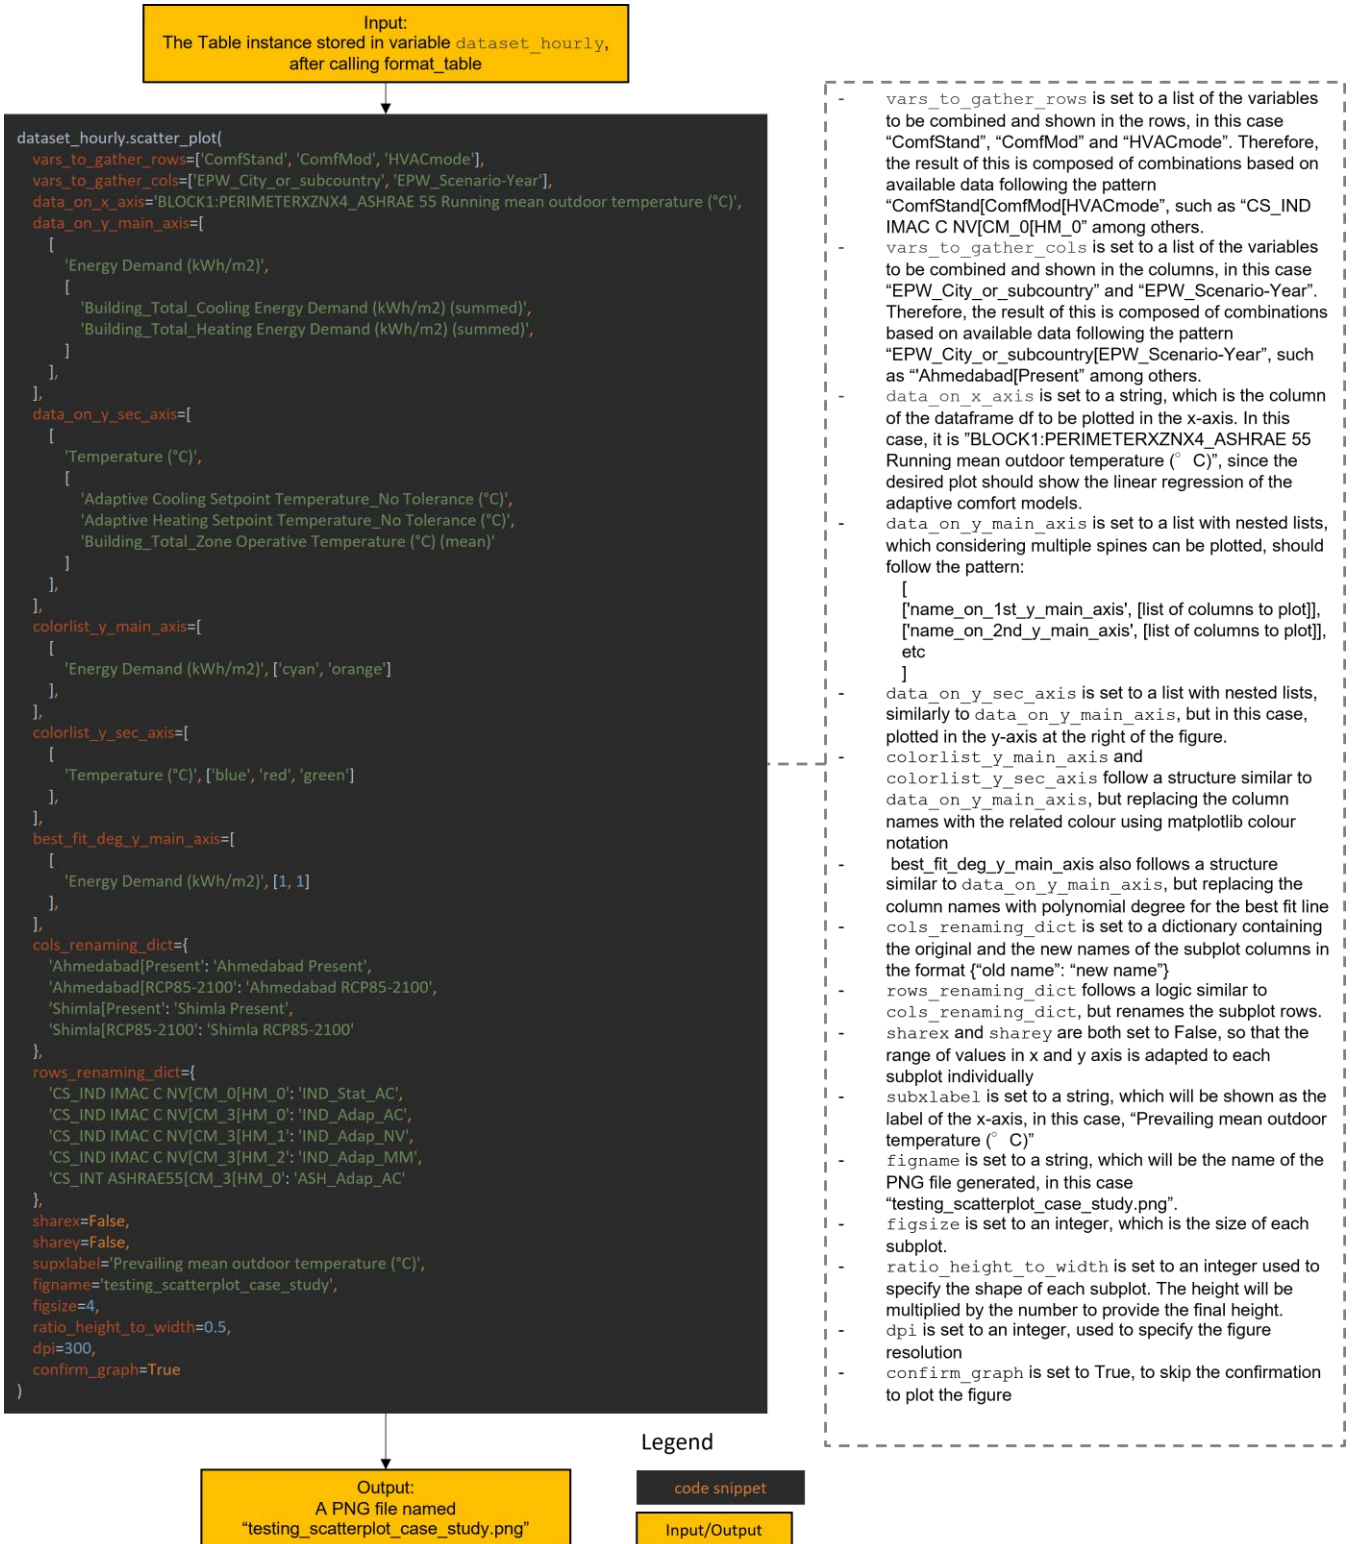 Input:
The Table instance stored in variable dataset_hourly,
after calling format_table
dataset_hourly.scatter_plot(
vars_to_gather_rows=['ComfStand', 'ComfMod', 'HVACmode'],
vars_to_gather_cols=['EPW_City_or_subcountry', 'EPW_Scenario-Year'],
data_on_x_axis='BLOCK1:PERIMETERXZNX4_ASHRAE 55 Running mean outdoor temperature (°C)',
data_on_y_main_axis=[
[
'Energy Demand (kWh/m2)',
[
'Building_Total_Cooling Energy Demand (kWh/m2) (summed)',
'Building_Total_Heating Energy Demand (kWh/m2) (summed)',
]
],
],
data_on_y_sec_axis=[
[
'Temperature (°C)',
[
'Adaptive Cooling Setpoint Temperature_No Tolerance (°C)',
'Adaptive Heating Setpoint Temperature_No Tolerance (°C)',
'Building_Total_Zone Operative Temperature (°C) (mean)'
]
],
],
colorlist_y_main_axis=[
[
'Energy Demand (kWh/m2)', ['cyan', 'orange']
],
],
colorlist_y_sec_axis=[
[
'Temperature (°C)', ['blue', 'red', 'green']
],
],
best_fit_deg_y_main_axis=[
[
'Energy Demand (kWh/m2)', [1, 1]
],
],
cols_renaming_dict={
'Ahmedabad[Present': 'Ahmedabad Present',
'Ahmedabad[RCP85-2100': 'Ahmedabad RCP85-2100',
'Shimla[Present': 'Shimla Present',
'Shimla[RCP85-2100': 'Shimla RCP85-2100'
},
rows_renaming_dict={
'CS_IND IMAC C NV[CM_0[HM_0': 'IND_Stat_AC',
'CS_IND IMAC C NV[CM_3[HM_0': 'IND_Adap_AC',
'CS_IND IMAC C NV[CM_3[HM_1': 'IND_Adap_NV',
'CS_IND IMAC C NV[CM_3[HM_2': 'IND_Adap_MM',
'CS_INT ASHRAE55[CM_3[HM_0': 'ASH_Adap_AC'
},
sharex=False,
sharey=False,
supxlabel='Prevailing mean outdoor temperature (°C)',
figname='testing_scatterplot_case_study',
figsize=4,
ratio_height_to_width=0.5,
dpi=300,
confirm_graph=True
)
- vars_to_gather_rows is set to a list of the variables
to be combined and shown in the rows, in this case
“ComfStand”, “ComfMod” and “HVACmode”. Therefore,
the result of this is composed of combinations based on
available data following the pattern
“ComfStand[ComfMod[HVACmode”, such as “CS_IND
IMAC C NV[CM_0[HM_0” among others.
- vars_to_gather_cols is set to a list of the variables
to be combined and shown in the columns, in this case
“EPW_City_or_subcountry” and “EPW_Scenario-Year”.
Therefore, the result of this is composed of combinations
based on available data following the pattern
“EPW_City_or_subcountry[EPW_Scenario-Year”, such
as “'Ahmedabad[Present” among others.
- data_on_x_axis is set to a string, which is the column
of the dataframe df to be plotted in the x-axis. In this
case, it is ”BLOCK1:PERIMETERXZNX4_ASHRAE 55
Running mean outdoor temperature (° C)”, since the
desired plot should show the linear regression of the
adaptive comfort models.
- data_on_y_main_axis is set to a list with nested lists,
which considering multiple spines can be plotted, should
follow the pattern:
[
['name_on_1st_y_main_axis', [list of columns to plot]],
['name_on_2nd_y_main_axis', [list of columns to plot]],
etc
]
- data_on_y_sec_axis is set to a list with nested lists,
similarly to data_on_y_main_axis, but in this case,
plotted in the y-axis at the right of the figure.
- colorlist_y_main_axis and
colorlist_y_sec_axis follow a structure similar to
data_on_y_main_axis, but replacing the column
names with the related colour using matplotlib colour
notation
- best_fit_deg_y_main_axis also follows a structure
similar to data_on_y_main_axis, but replacing the
column names with polynomial degree for the best fit line
- cols_renaming_dict is set to a dictionary containing
the original and the new names of the subplot columns in
the format {“old name”: “new name”}
- rows_renaming_dict follows a logic similar to
cols_renaming_dict, but renames the subplot rows.
- sharex and sharey are both set to False, so that the
range of values in x and y axis is adapted to each
subplot individually
- subxlabel is set to a string, which will be shown as the
label of the x-axis, in this case, “Prevailing mean outdoor
temperature (° C)”
- figname is set to a string, which will be the name of the
PNG file generated, in this case
“testing_scatterplot_case_study.png”.
- figsize is set to an integer, which is the size of each
subplot.
- ratio_height_to_width is set to an integer used to
specify the shape of each subplot. The height will be
multiplied by the number to provide the final height.
- dpi is set to an integer, used to specify the figure
resolution
- confirm_graph is set to True, to skip the confirmation
to plot the figure
Legend
code snippet
Input/Output
Output:
A PNG file named
“testing_scatterplot_case_study.png”